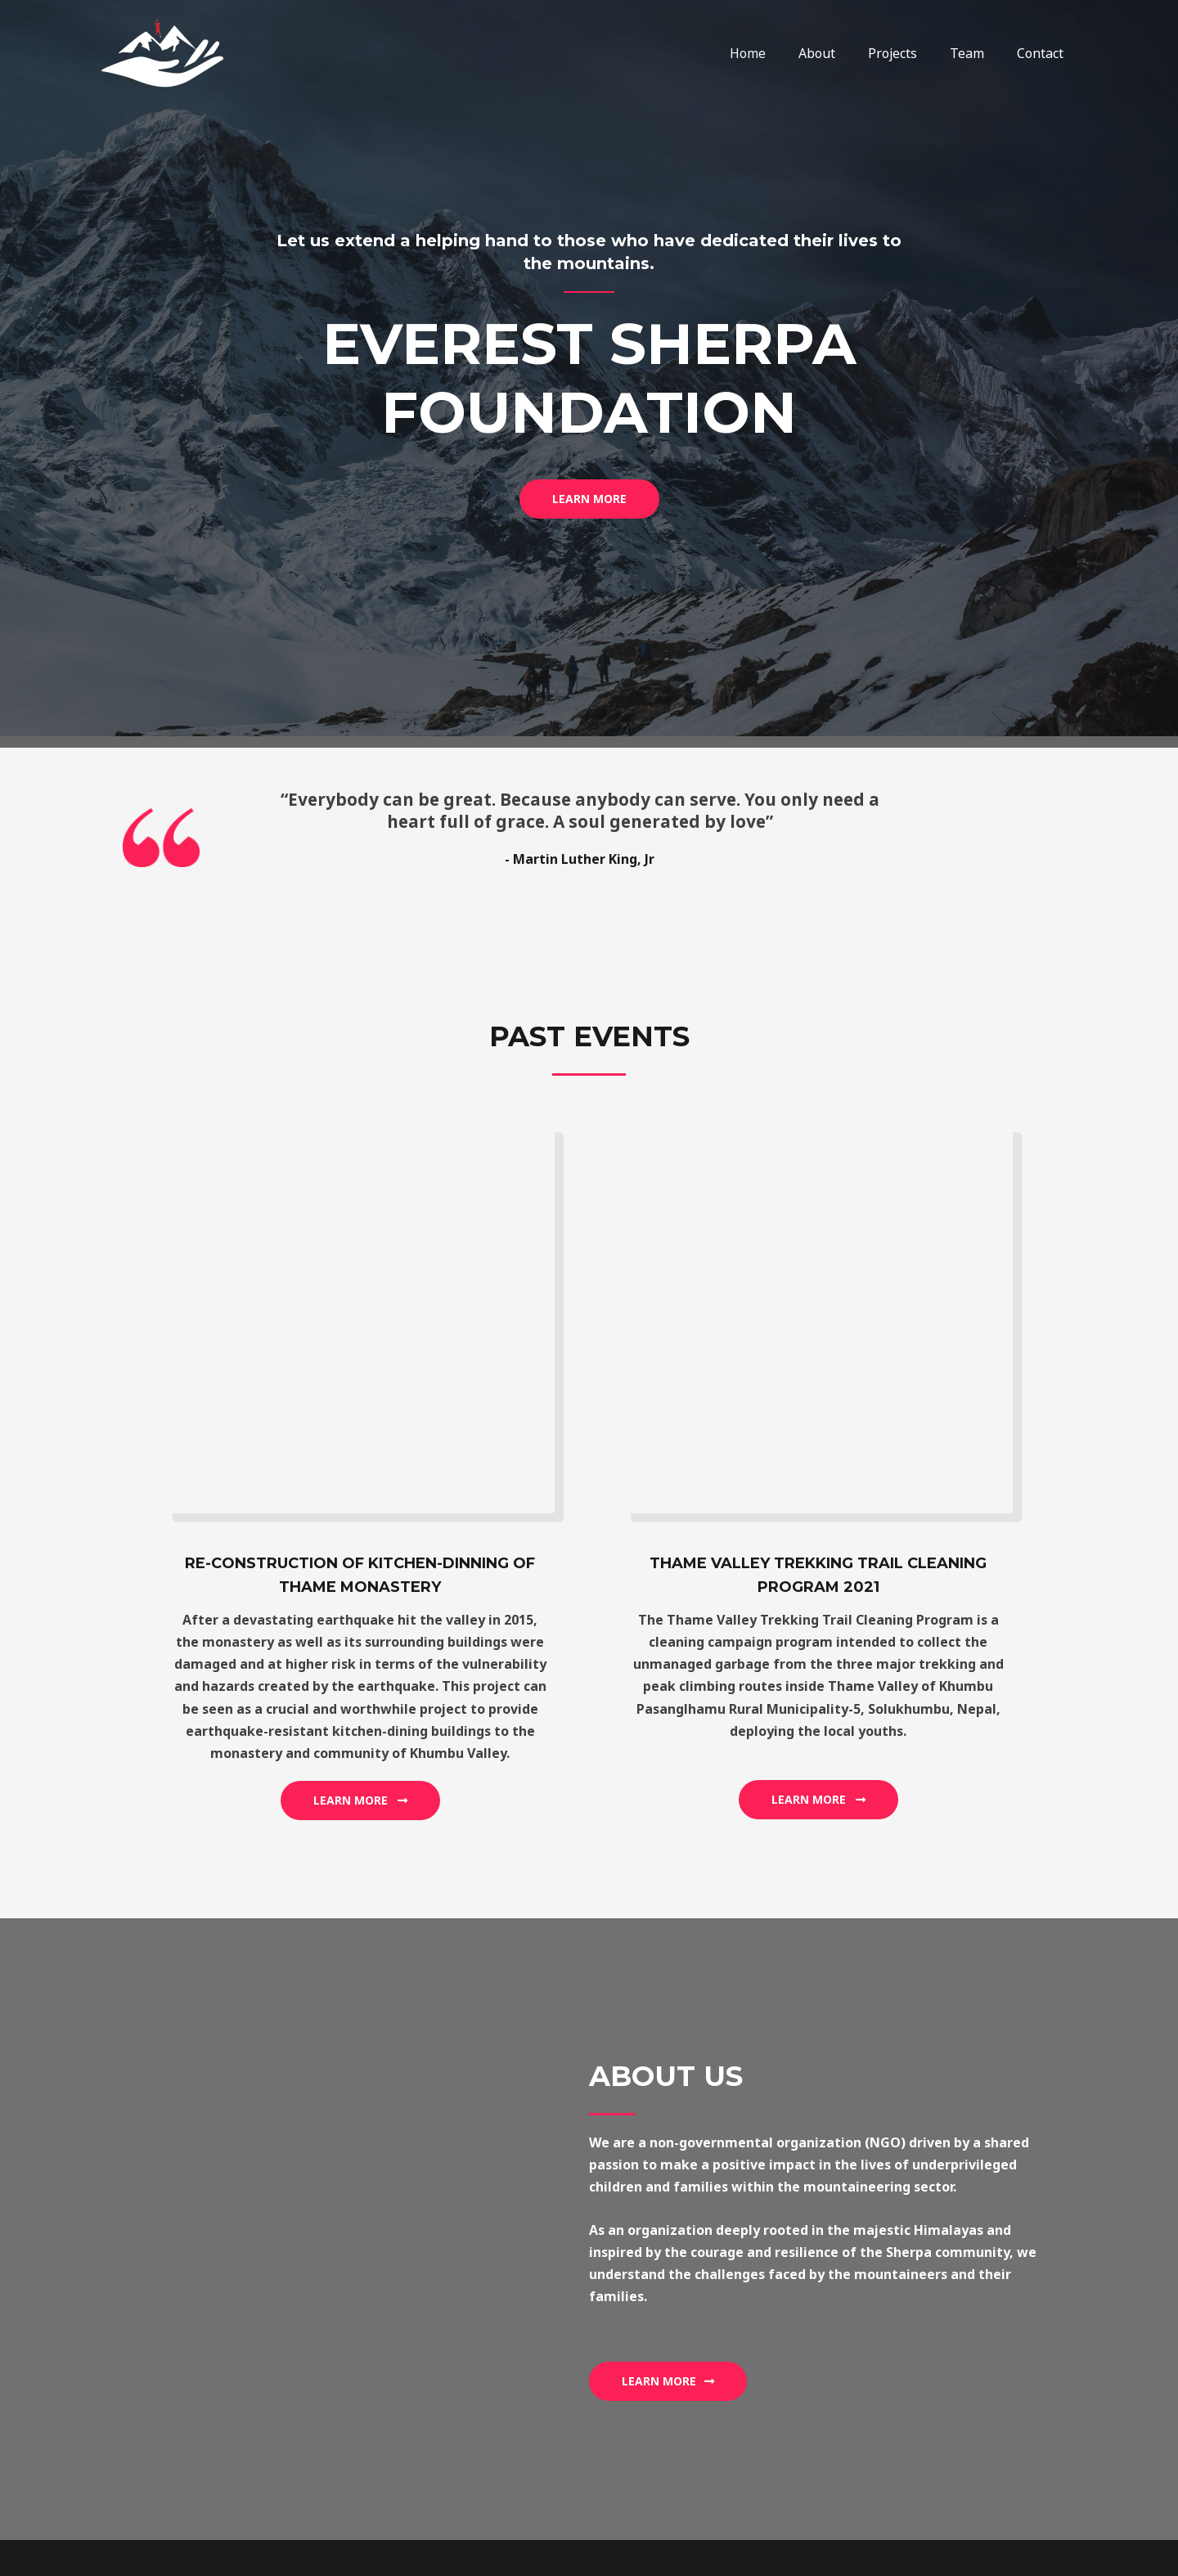 Home About Projects Team Contact
Let us extend a helping hand to those who have dedicated their lives to
the mountains.
EVEREST SHERPA
FOUNDATION
LEARN MORE
“Everybody can be great. Because anybody can serve. You only need a
heart full of grace. A soul generated by love”
- Martin Luther King, Jr
PAST EVENTS
RE-CONSTRUCTION OF KITCHEN-DINNING OF
THAME MONASTERY
After a devastating earthquake hit the valley in 2015,
the monastery as well as its surrounding buildings were
damaged and at higher risk in terms of the vulnerability
and hazards created by the earthquake. This project can
be seen as a crucial and worthwhile project to provide
earthquake-resistant kitchen-dining buildings to the
monastery and community of Khumbu Valley.
LEARN MORE
THAME VALLEY TREKKING TRAIL CLEANING
PROGRAM 2021
The Thame Valley Trekking Trail Cleaning Program is a
cleaning campaign program intended to collect the
unmanaged garbage from the three major trekking and
peak climbing routes inside Thame Valley of Khumbu
Pasanglhamu Rural Municipality-5, Solukhumbu, Nepal,
deploying the local youths.
LEARN MORE
ABOUT US
We are a non-governmental organization (NGO) driven by a shared
passion to make a positive impact in the lives of underprivileged
children and families within the mountaineering sector.
As an organization deeply rooted in the majestic Himalayas and
inspired by the courage and resilience of the Sherpa community, we
understand the challenges faced by the mountaineers and their
families.
LEARN MORE